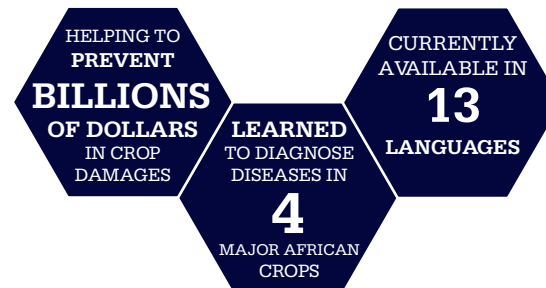 HELPING TO
PREVENT
BILLIONS
OF DOLLARS
IN CROP
DAMAGES
LEARNED
TO DIAGNOSE
DISEASES IN
4
MAJOR AFRICAN
CROPS
CURRENTLY
AVAILABLE IN
13
LANGUAGES